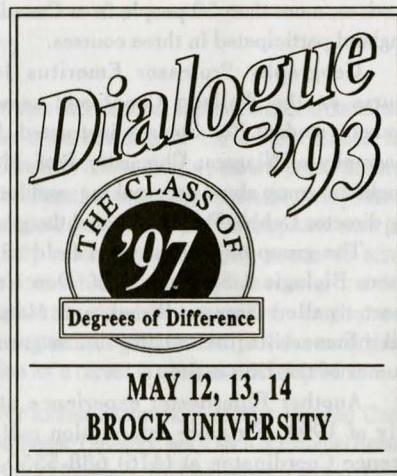 Dialogue
'93
THE CLASS OF
'97
Degrees of Difference
MAY 12, 13, 14
BROCK UNIVERSITY